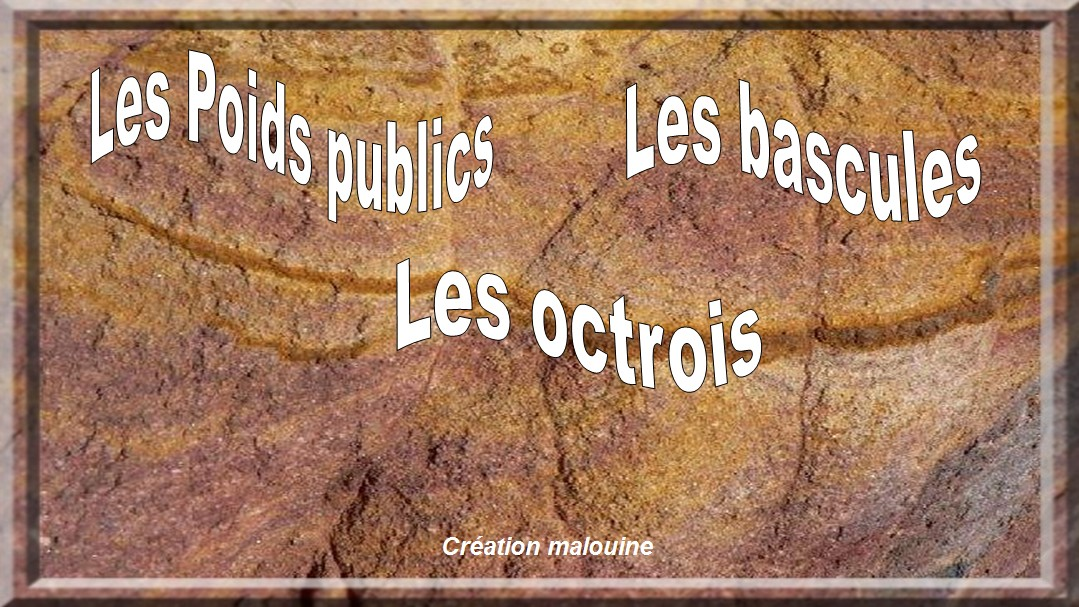 Les Poids publics
Les bascules
Les octrois
Création malouine